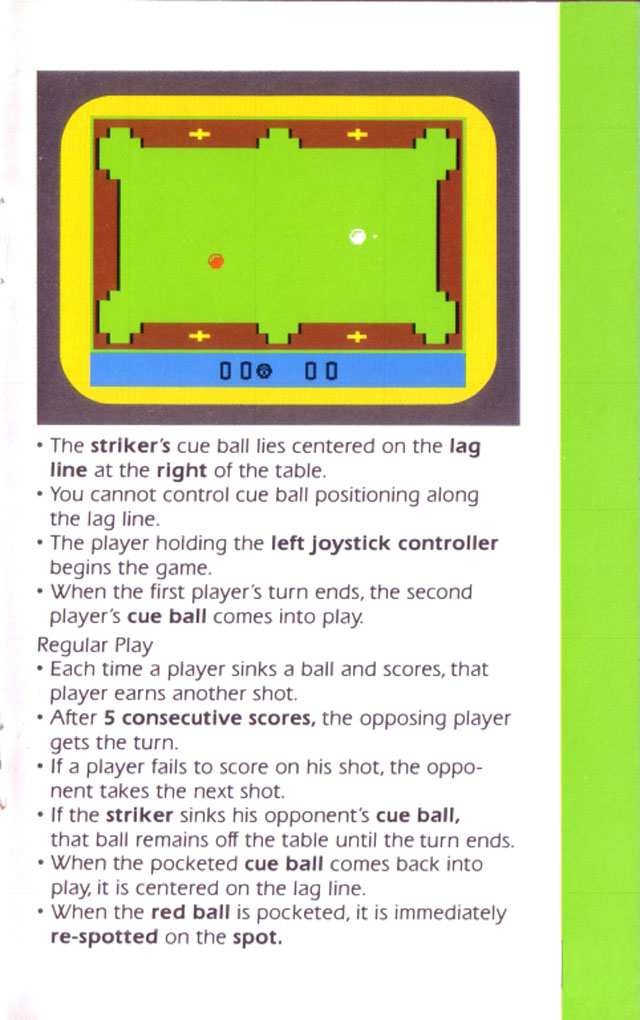 00 00
• The striker's cue ball lies centered on the lag
line at the right of the table.
• You cannot control cue ball positioning along
the lag line.
• The player holding the left joystick controller
begins the game.
• When the first player's turn ends, the second
player's cue ball comes into play.
Regular Play
• Each time a player sinks a ball and scores, that
player earns another shot.
• After 5 consecutive scores, the opposing player
gets the turn.
• If a player fails to score on his shot, the oppo-
nent takes the next shot.
• If the striker sinks his opponent's cue ball,
that ball remains off the table until the turn ends.
• When the pocketed cue ball comes back into
play, it is centered on the lag line.
• When the red ball is pocketed, it is immediately
re-spotted on the spot.